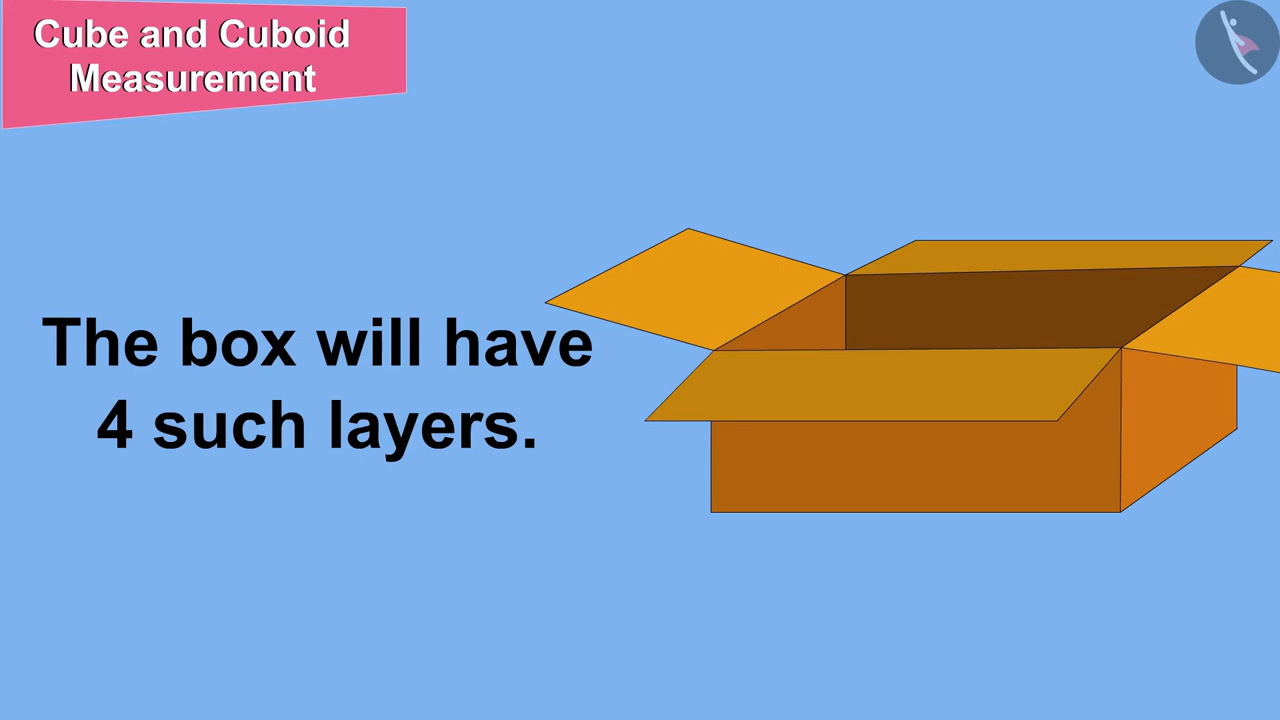 Cube and Cuboid
Measurement
The box will have
4 such layers.